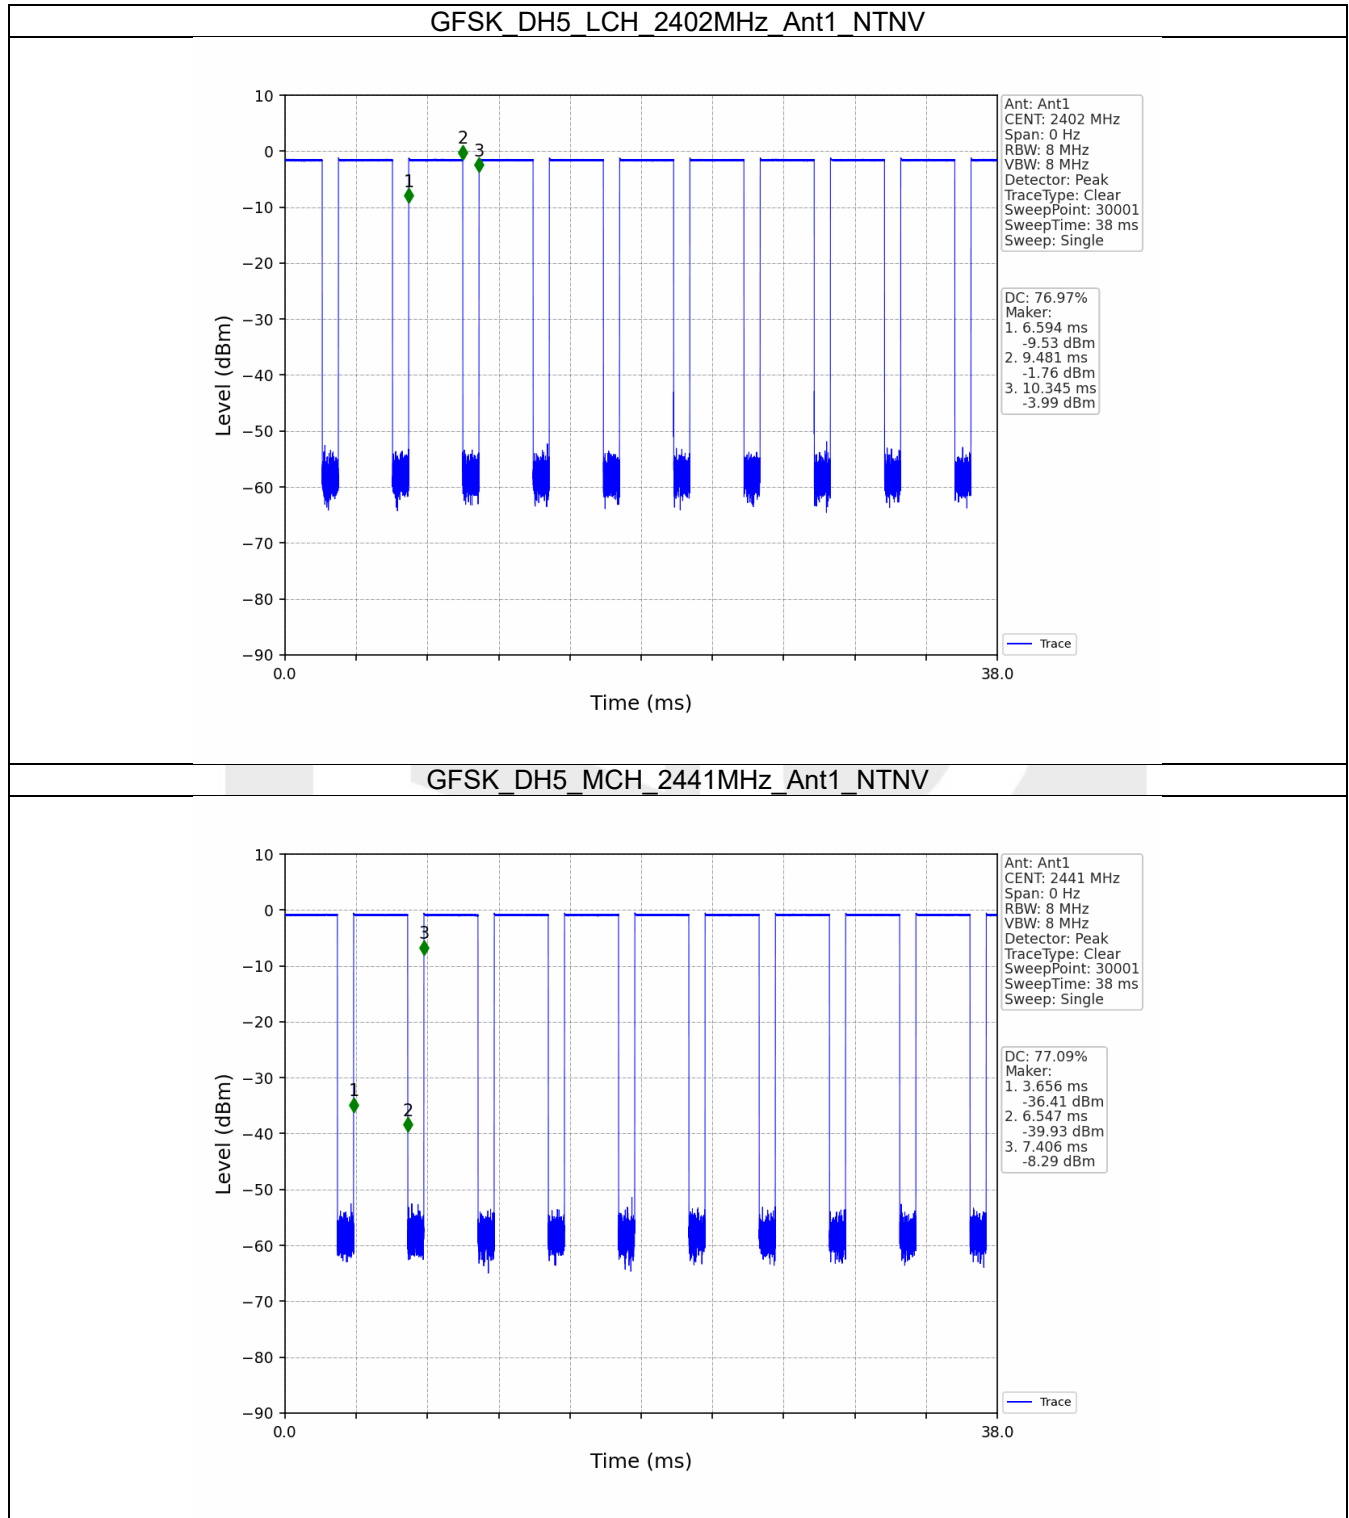 GFSK_DH5_LCH_2402MHz_Ant1_NTNV
10
0
−10
−20
−30
−40
−50
−60
−70
−80
−90
Level (dBm)
1
2
3
0.0
38.0
Time (ms)
Ant: Ant1
CENT: 2402 MHz
Span: 0 Hz
RBW: 8 MHz
VBW: 8 MHz
Detector: Peak
TraceType: Clear
SweepPoint: 30001
SweepTime: 38 ms
Sweep: Single
DC: 76.97%
Maker:
1. 6.594 ms
-9.53 dBm
2. 9.481 ms
-1.76 dBm
3. 10.345 ms
-3.99 dBm
Trace
GFSK_DH5_MCH_2441MHz_Ant1_NTNV
10
0
−10
−20
−30
−40
−50
−60
−70
−80
−90
Level (dBm)
1
2
3
0.0
38.0
Time (ms)
Ant: Ant1
CENT: 2441 MHz
Span: 0 Hz
RBW: 8 MHz
VBW: 8 MHz
Detector: Peak
TraceType: Clear
SweepPoint: 30001
SweepTime: 38 ms
Sweep: Single
DC: 77.09%
Maker:
1. 3.656 ms
-36.41 dBm
2. 6.547 ms
-39.93 dBm
3. 7.406 ms
-8.29 dBm
Trace